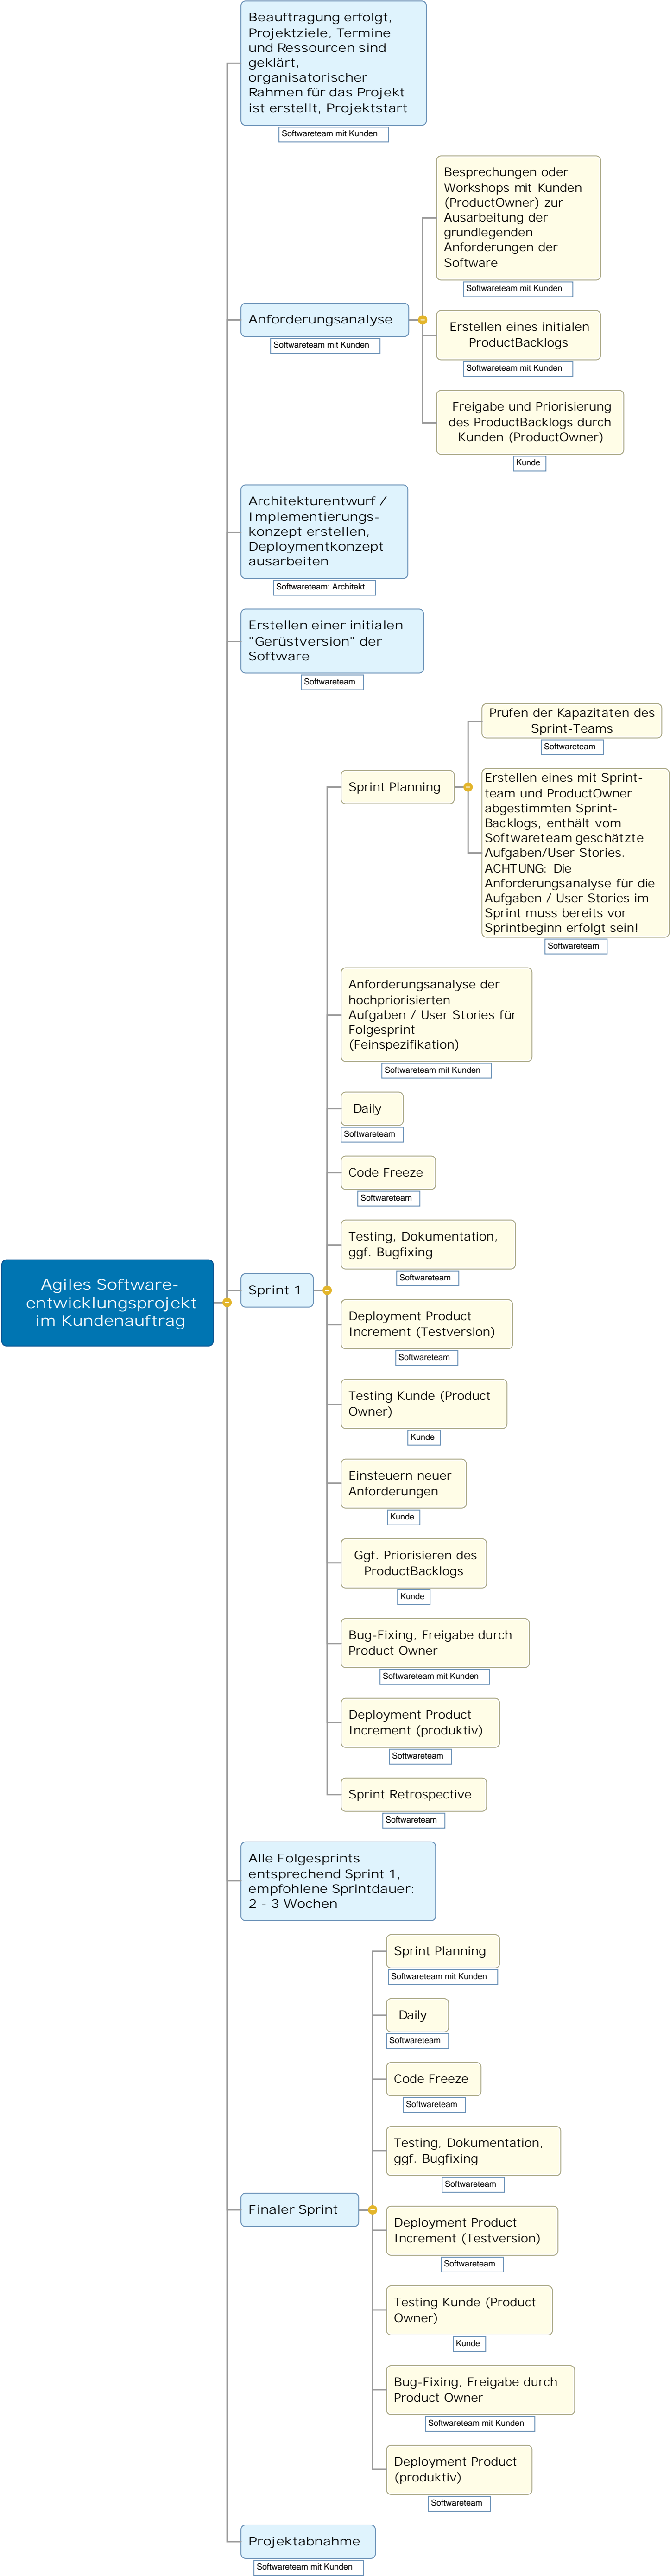 Beauftragung erfolgt,
Projektziele, Termine
und Ressourcen sind
geklärt,
organisatorischer
Rahmen für das Projekt
ist erstellt, Projektstart
Softwareteam mit Kunden
Besprechungen oder
Workshops mit Kunden
(ProductOwner) zur
Ausarbeitung der
grundlegenden
Anforderungen der
Software
Softwareteam mit Kunden
Anforderungsanalyse
Softwareteam mit Kunden
Erstellen eines initialen
ProductBacklogs
Softwareteam mit Kunden
Freigabe und Priorisierung
des ProductBacklogs durch
Kunden (ProductOwner)
Kunde
Architekturentwurf /
Implementierungs-
konzept erstellen,
Deploymentkonzept
ausarbeiten
Softwareteam: Architekt
Erstellen einer initialen
"Gerüstversion" der
Software
Softwareteam
Sprint Planning
Prüfen der Kapazitäten des
Sprint-Teams
Softwareteam
Erstellen eines mit Sprint-
team und ProductOwner
abgestimmten Sprint-
Backlogs, enthält vom
Softwareteam geschätzte
Aufgaben/User Stories.
ACHTUNG: Die
Anforderungsanalyse für die
Aufgaben / User Stories im
Sprint muss bereits vor
Sprintbeginn erfolgt sein!
Softwareteam
Anforderungsanalyse der
hochpriorisierten
Aufgaben / User Stories für
Folgesprint
(Feinspezifikation)
Softwareteam mit Kunden
Daily
Softwareteam
Code Freeze
Softwareteam
Testing, Dokumentation,
ggf. Bugfixing
Softwareteam
Agiles Software-
entwicklungsprojekt
im Kundenauftrag
Sprint 1
Deployment Product
Increment (Testversion)
Softwareteam
Testing Kunde (Product
Owner)
Kunde
Einsteuern neuer
Anforderungen
Kunde
Ggf. Priorisieren des
ProductBacklogs
Kunde
Bug-Fixing, Freigabe durch
Product Owner
Softwareteam mit Kunden
Deployment Product
Increment (produktiv)
Softwareteam
Sprint Retrospective
Softwareteam
Alle Folgesprints
entsprechend Sprint 1,
empfohlene Sprintdauer:
2 - 3 Wochen
Sprint Planning
Softwareteam mit Kunden
Daily
Softwareteam
Code Freeze
Softwareteam
Testing, Dokumentation,
ggf. Bugfixing
Softwareteam
Finaler Sprint
Deployment Product
Increment (Testversion)
Softwareteam
Testing Kunde (Product
Owner)
Kunde
Bug-Fixing, Freigabe durch
Product Owner
Softwareteam mit Kunden
Deployment Product
(produktiv)
Softwareteam
Projektabnahme
Softwareteam mit Kunden